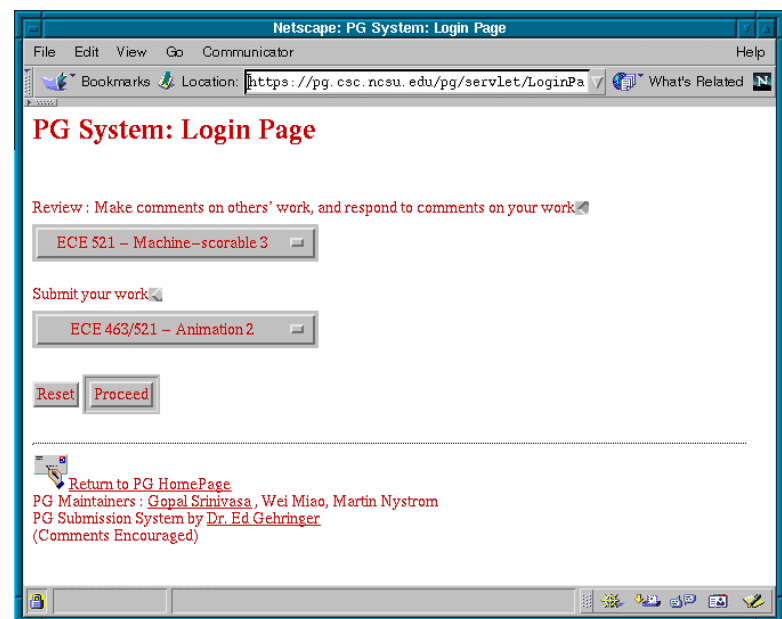 Netscape: PG System: Login Page
File Edit View Go Communicator Help
Bookmarks Location: https://pg.csc.ncsu.edu/pg/servlet/LoginPa What's Related N
PG System: Login Page
Review : Make comments on others' work, and respond to comments on your work
ECE 521 – Machine–scorable 3
Submit your work
ECE 463/521 – Animation 2
Reset Proceed
Return to PG HomePage
PG Maintainers : Gopal Srinivasa , Wei Miao, Martin Nystrom
PG Submission System by Dr. Ed Gehringer
(Comments Encouraged)